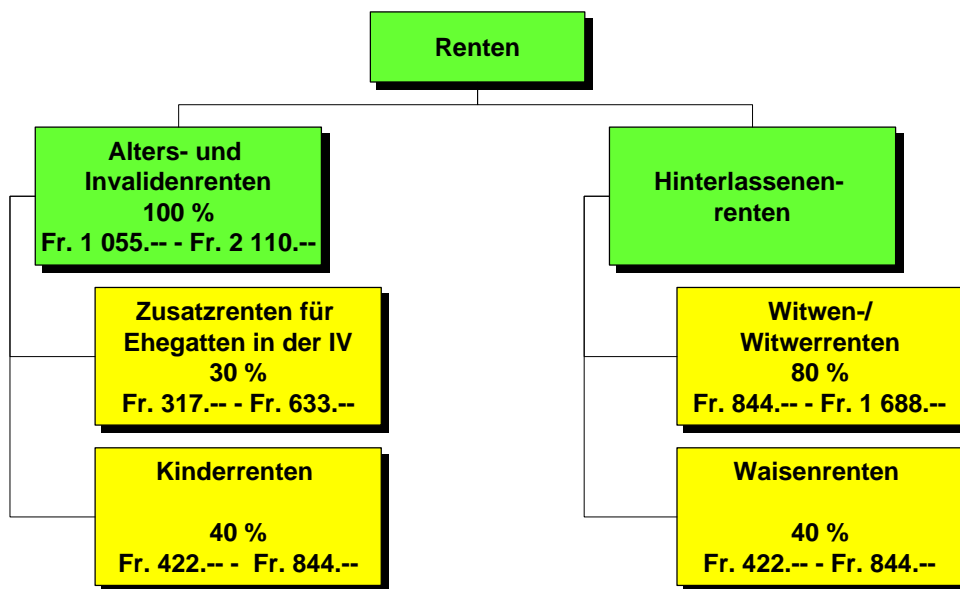 Renten
Alters- und
Invalidenrenten
100 %
Fr. 1 055.-- - Fr. 2 110.--
Zusatzrenten für
Ehegatten in der IV
30 %
Fr. 317.-- - Fr. 633.--
Kinderrenten
40 %
Fr. 422.-- - Fr. 844.--
Hinterlassenen-
renten
Witwen-/
Witwerrenten
80 %
Fr. 844.-- - Fr. 1 688.--
Waisenrenten
40 %
Fr. 422.-- - Fr. 844.--